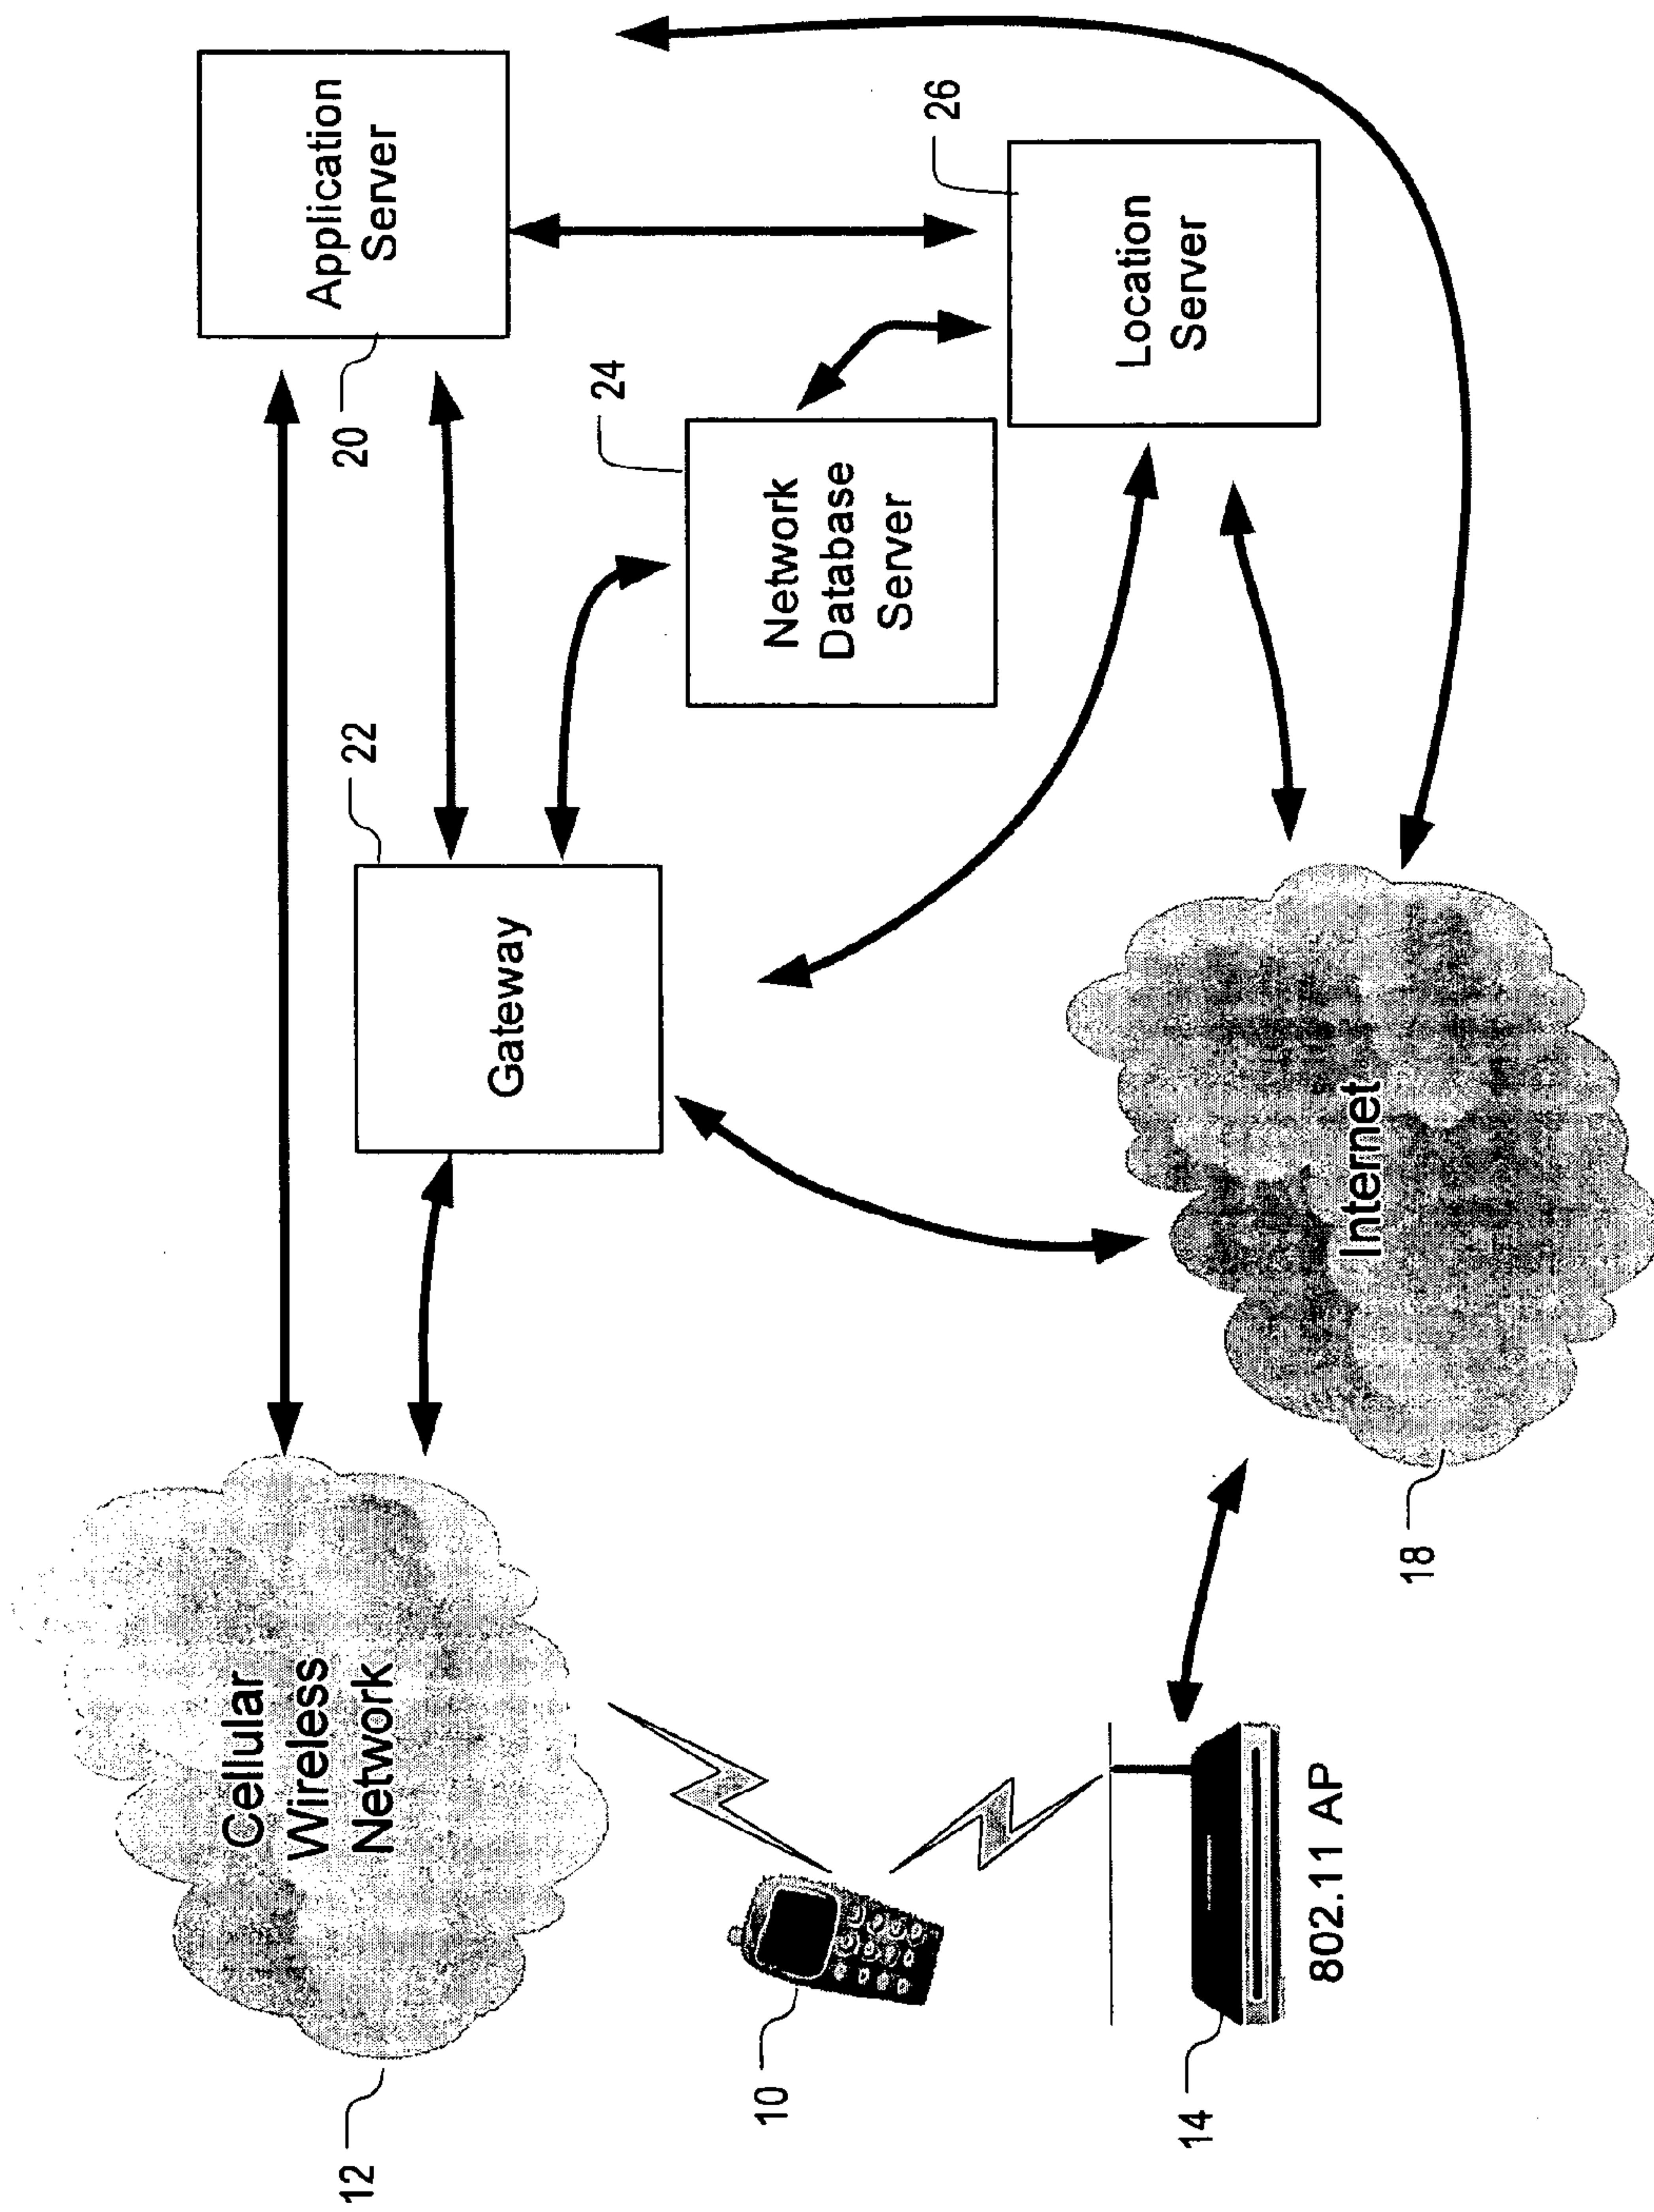 12
Cellular
Wireless
Network
10
14
802.11 AP
18
Internet
22
Gateway
20
Application
Server
24
Network
Database
Server
26
Location
Server